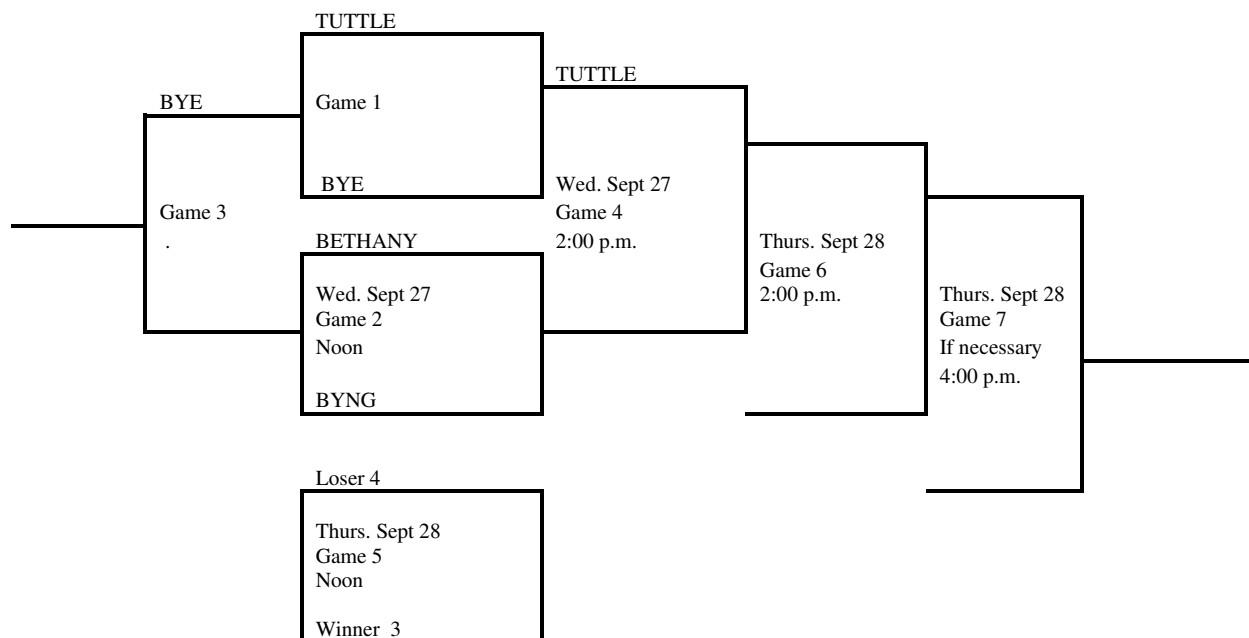 TUTTLE
TUTTLE
BYE
Game 1
BYE
Wed. Sept 27
Game 3
Game 4
.
BETHANY
2:00 p.m.
Thurs. Sept 28
Game 6
Wed. Sept 27
2:00 p.m.
Thurs. Sept 28
Game 2
Game 7
Noon
If necessary
4:00 p.m.
BYNG
Loser 4
Thurs. Sept 28
Game 5
Noon
Winner 3